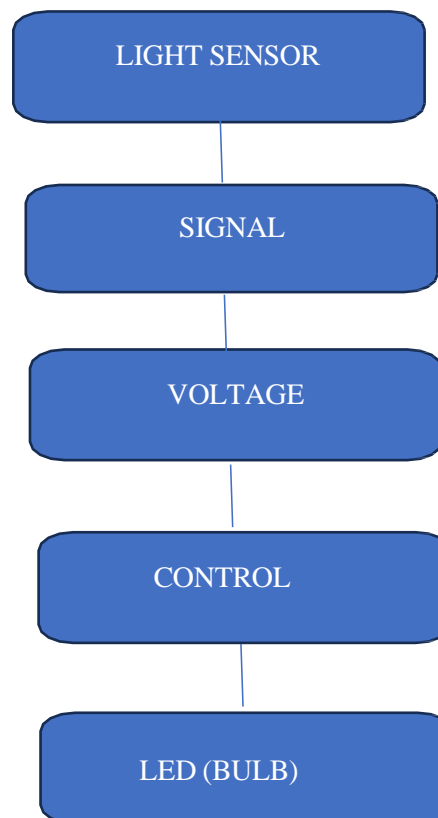 LIGHT SENSOR
SIGNAL
VOLTAGE
CONTROL
LED (BULB)